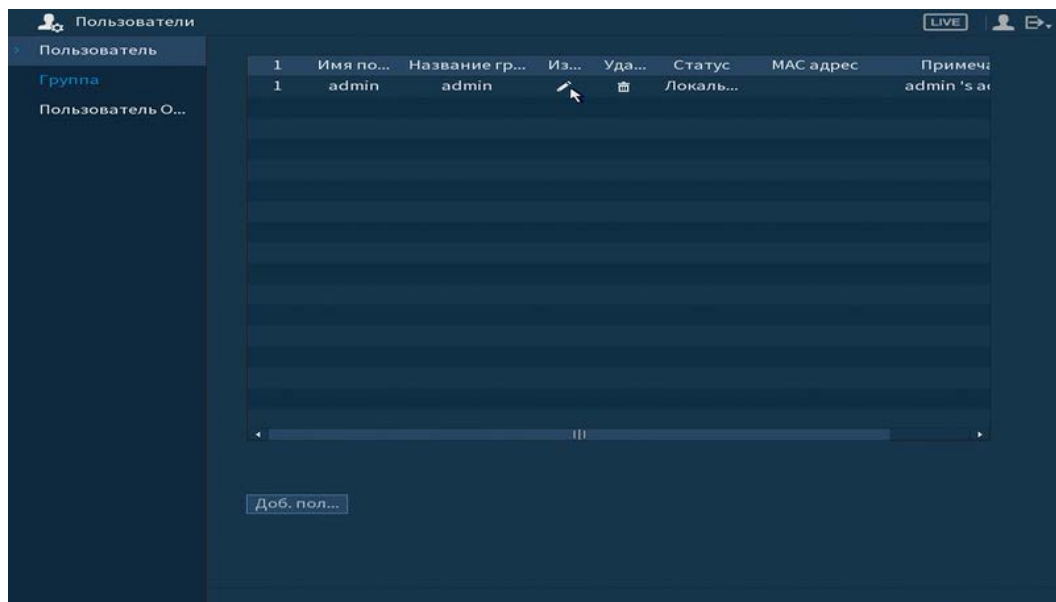 Пользователи LIVE
Пользователь
Группа
Пользователь О...
1 Имя по... Название гр... Из... Уда... Статус MAC адрес Примеча
1 admin admin Локаль... admin 's a
Доб. пол...